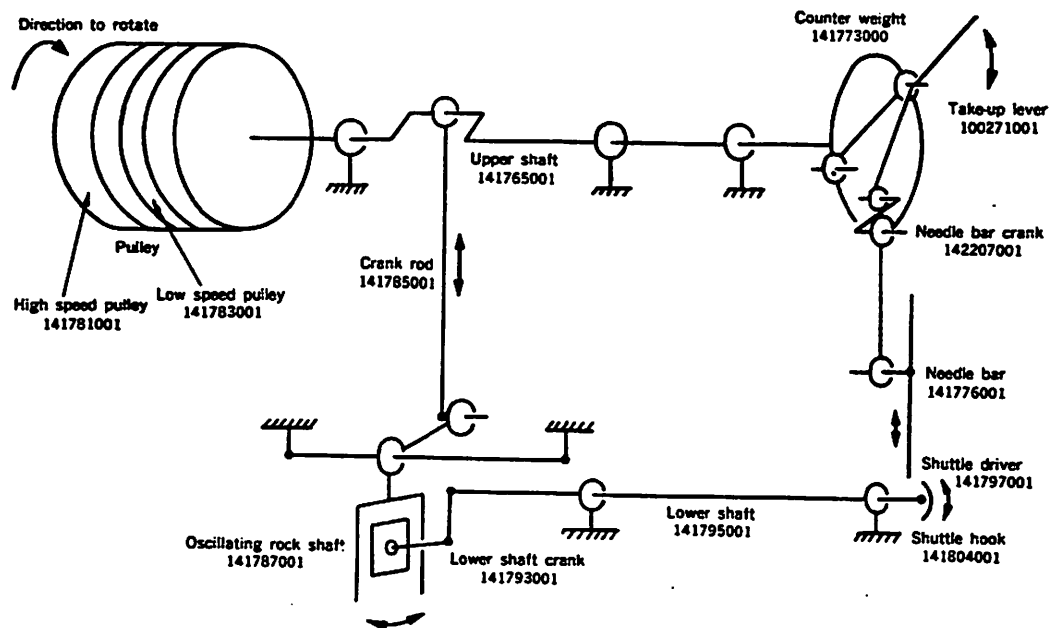 Direction to rotate
Counter weight
141773000
Take-up lever
100271001
Upper shaft
141765001
Needle bar crank
142207001
Pulley
Crank rod
141785001
High speed pulley
141781001
Low speed pulley
141783001
Needle bar
141776001
Shuttle driver
141797001
Lower shaft
141795001
Shuttle hook
141804001
Oscillating rock shaft
141787001
Lower shaft crank
141793001